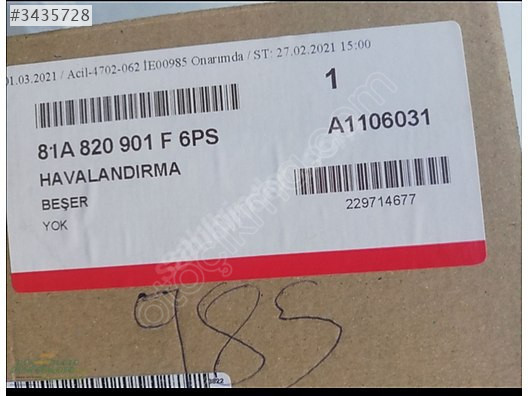 #3435728
01.03.2021 / Acil-4702-062 İE00985 Onarımda / ST: 27.02.2021 15:00
1
81A 820 901 F 6PS
A1106031
HAVALANDIRMA
BEŞER
229714677
YOK
985